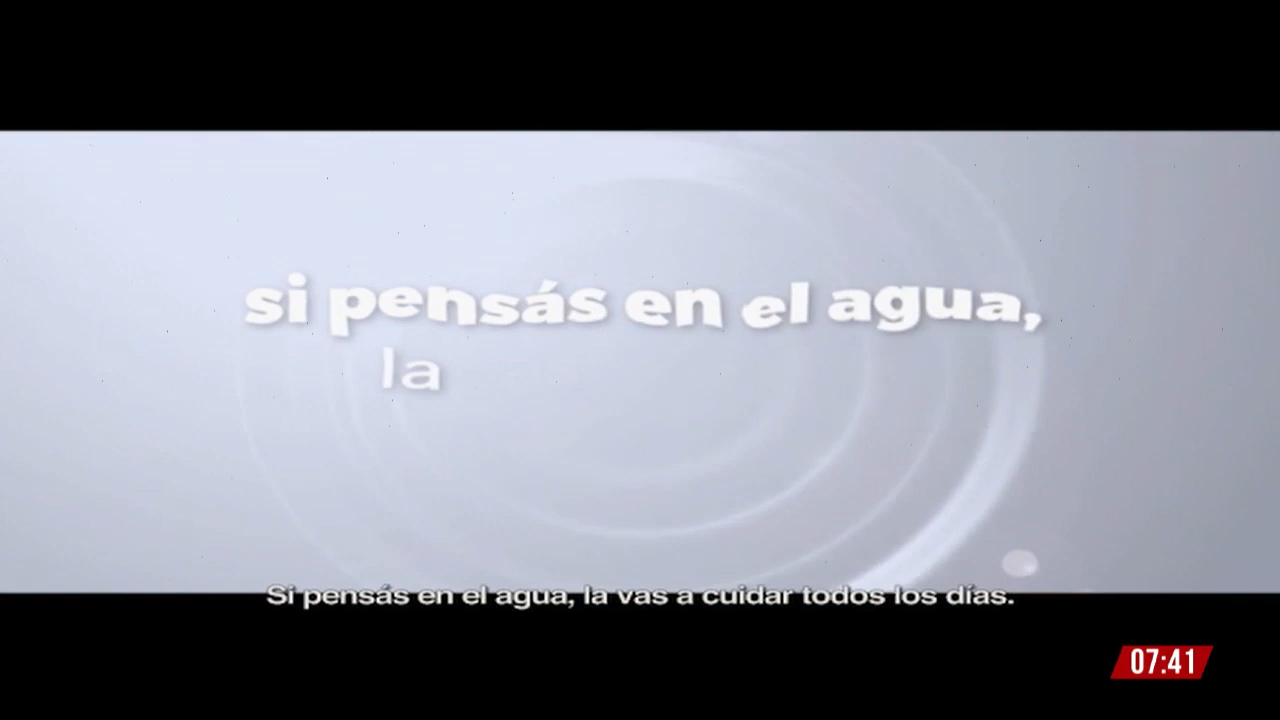 si pensás en el agua,
la
Si pensás en el agua, la vas a cuidar todos los días.
07:41